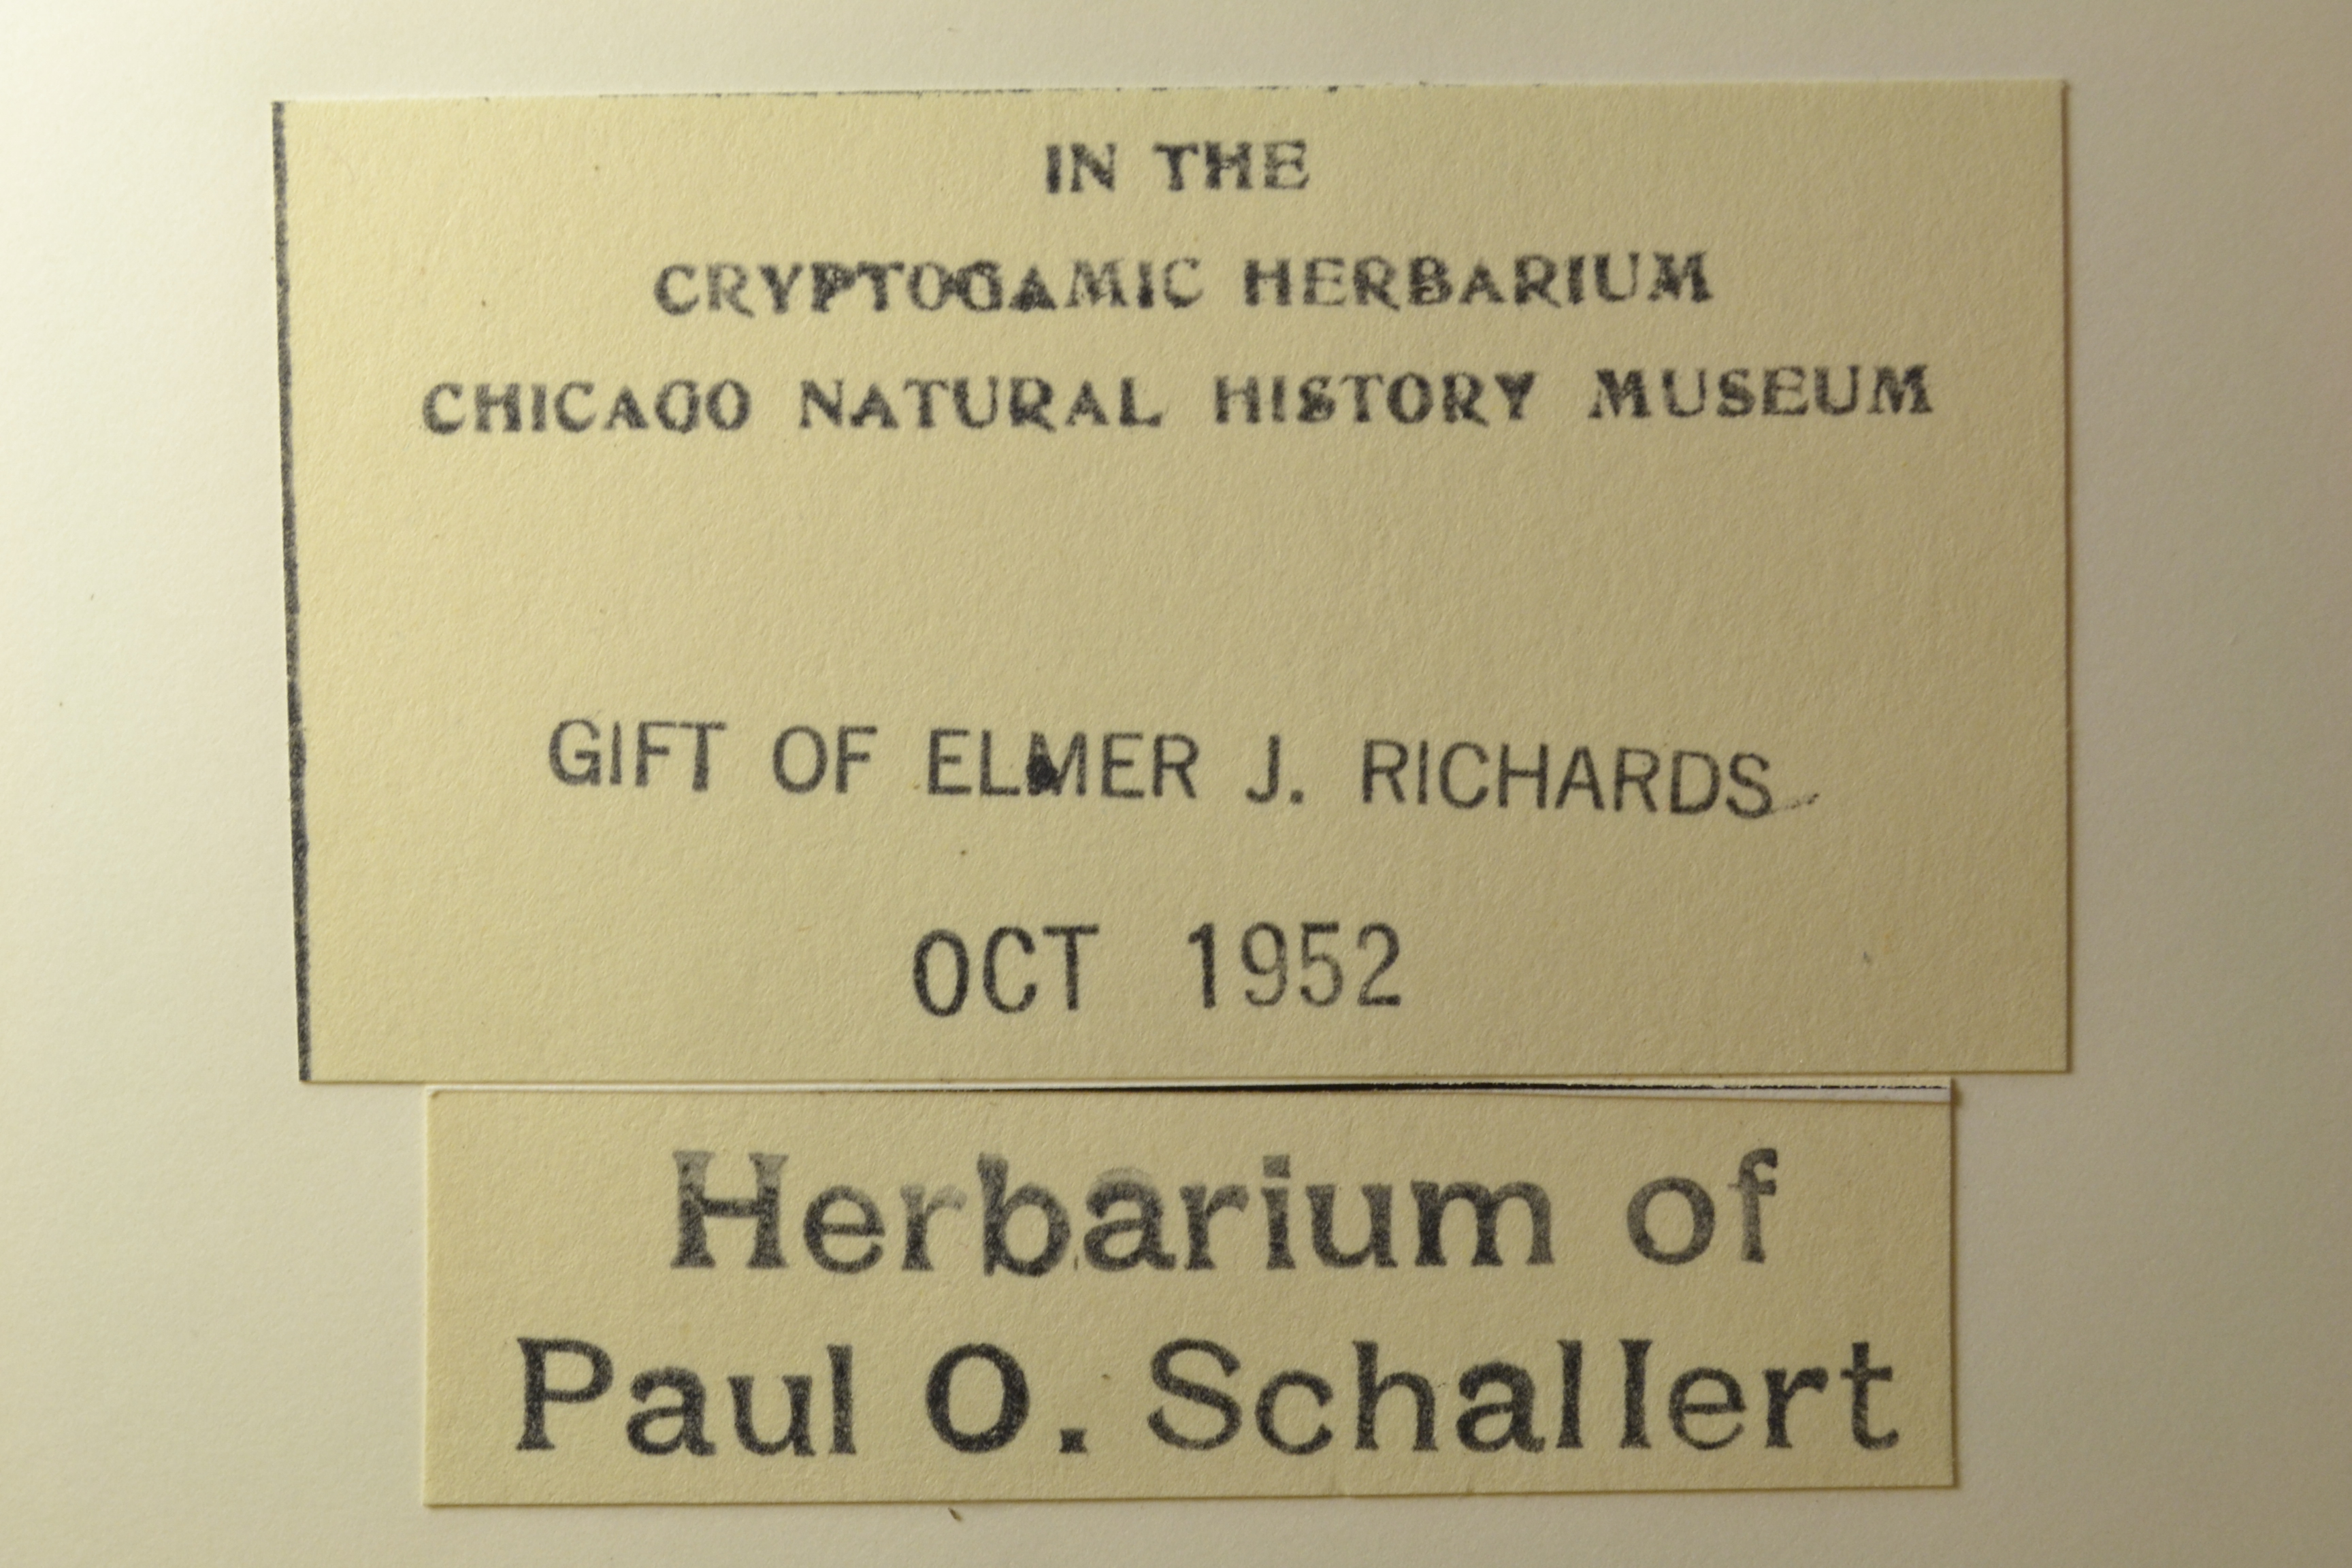 IN THE
CRYPTOGAMIC HERBARIUM
CHICAGO NATURAL HISTORY MUSEUM
GIFT OF ELMER J. RICHARDS
OCT 1952
Herbarium of
Paul O. Schallert